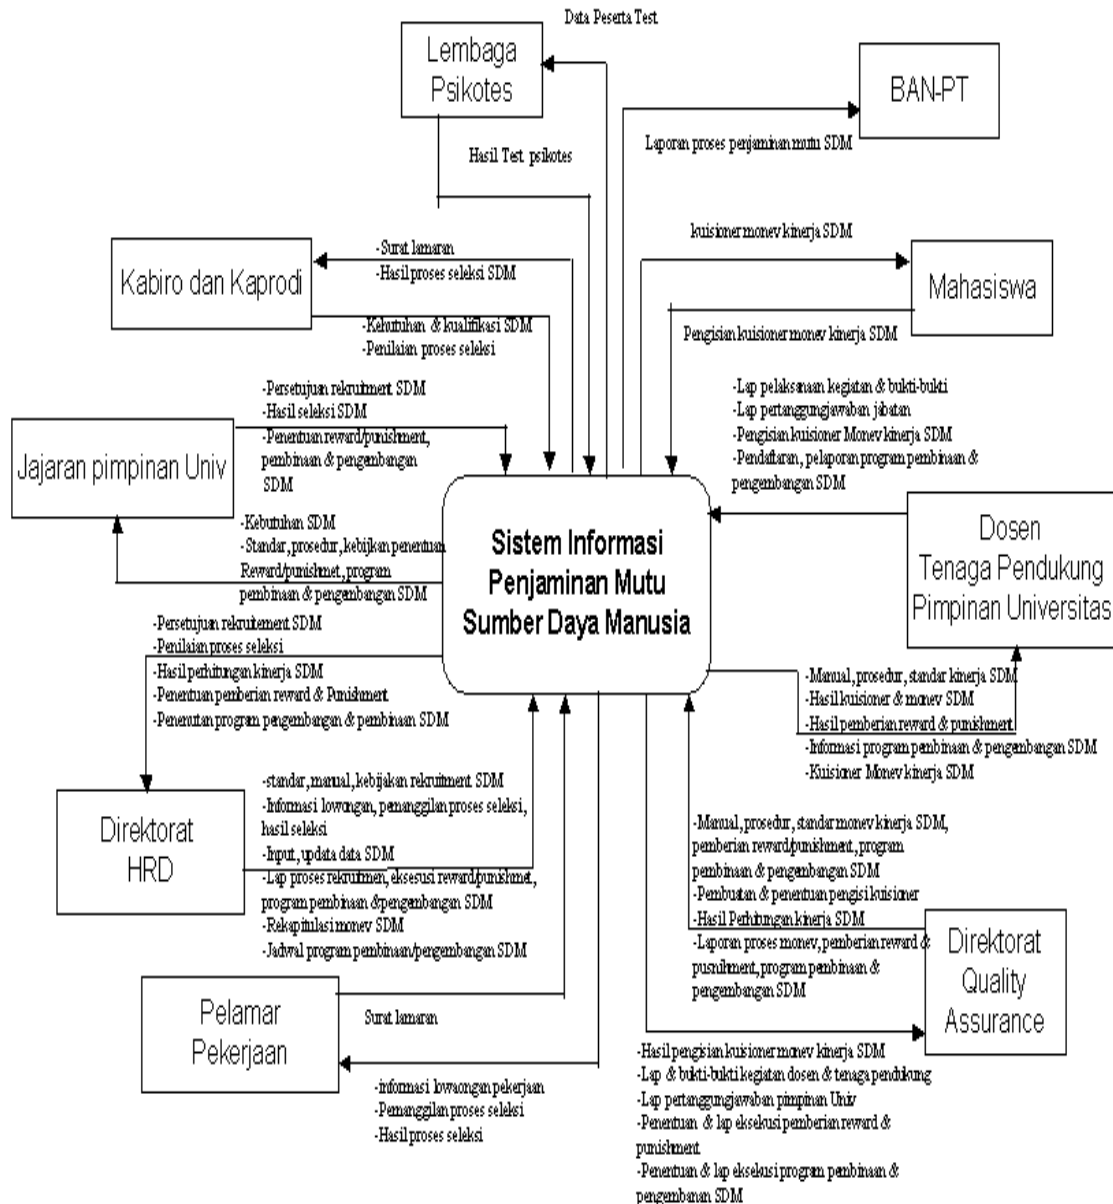 Data Peserta Test
Lembaga
Psikotes
BAN-PT
Laporan proses penjaminan mutu SDM
Hasil Test psikotes
kuisioner monev kinerja SDM
-Surat lamaran
-Hasil proses seleksi SDM
Kabiro dan Kaprodi
Mahasiswa
-Kebutuhan & kualifikasi SDM
-Penilaian proses seleksi
Pengisian kuisioner monev kinerja SDM
-Persetujuan rekruitment SDM
-Hasil seleksi SDM
-Penentuan reward/punishment,
pembinaan & pengembangan
SDM
-Lap pelaksanaan kegiatan & bukti-bukti
-Lap pertanggungjawaban jabatan
-Pengisian kuisioner Monev kinerja SDM
-Pendaftaran, pelaporan program pembinaan &
pengembangan SDM
Jajaran pimpinan Univ
-Kebutuhan SDM
-Standar, prosedur, kebijkan penentuan
Reward/punishmet, program
pembinaan & pengembangan SDM
Sistem Informasi
Penjaminan Mutu
Sumber Daya Manusia
Dosen
Tenaga Pendukung
Pimpinan Universitas
-Persetujuan rekruitement SDM
-Penilaian proses seleksi
-Hasil perhitungan kinerja SDM
-Penentuan pemberian reward & Punishment
-Penenutan program pengembangan & pembinaan SDM
-Manual, prosedur, standar kinerja SDM
-Hasil kuisioner & monev SDM
-Hasil pemberian reward & punishment
-Informasi program pembinaan & pengembangan SDM
-Kuisioner Monev kinerja SDM
Direktorat
HRD
-standar, manual, kebijakan rekruitment SDM
-Informasi lowongan, pemanggilan proses seleksi,
hasil seleksi
-Input, updata data SDM
-Lap proses rekruitmen, eksesusi reward/punishmet,
program pembinaan &pengembangan SDM
-Rekapitulasi monev SDM
-Jadwal program pembinaan/pengembangan SDM
-Manual, prosedur, standar monev kinerja SDM,
pemberian reward/punishment, program
pembinaan & pengembangan SDM
-Pembuatan & penentuan pengisi kuisioner
-Hasil Perhitungan kinerja SDM
-Laporan proses monev, pemberian reward &
pusnihment, program pembinaan &
pengembangan SDM
Direktorat
Quality
Assurance
Pelamar
Pekerjaan
Surat lamaran
-informasi lowaongan pekerjaan
-Pemanggilan proses seleksi
-Hasil proses seleksi
-Hasil pengisian kuisioner monev kinerja SDM
-Lap & bukti-bukti kegiatan dosen & tenaga pendukung
-Lap pertanggungjawaban pimpinan Univ
-Penentuan & lap eksekusi pemberian reward &
punishment
-Penentuan & lap eksekusi program pembinaan &
pengembanan SDM